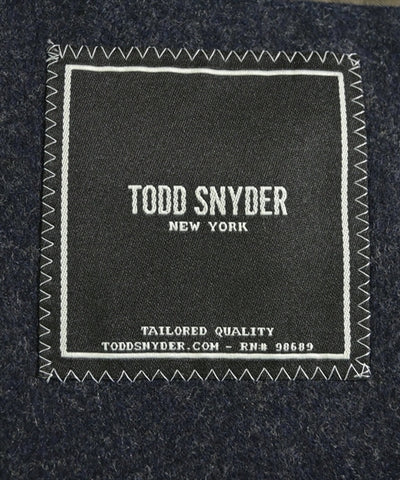 TODD SNYDER
NEW YORK
TAILORED QUALITY
TODDSNYDER.COM - RN# 98689